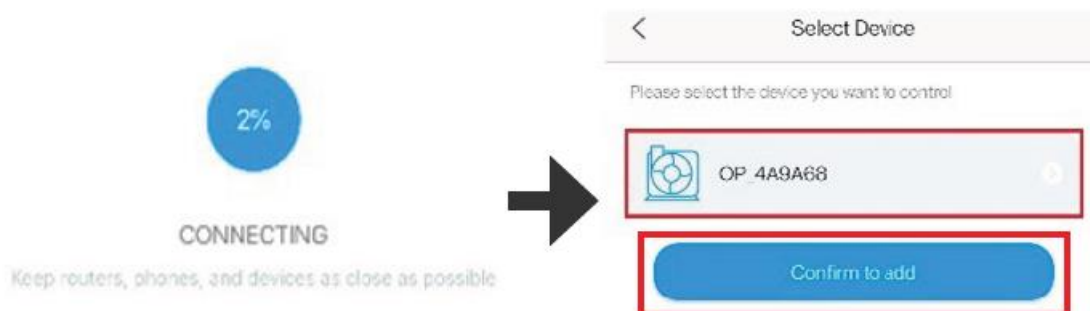 2%
CONNECTING
Keep routers, phones, and devices as close as possible
Select Device
Please select the device you want to control
OP_4A9A68
Confirm to add